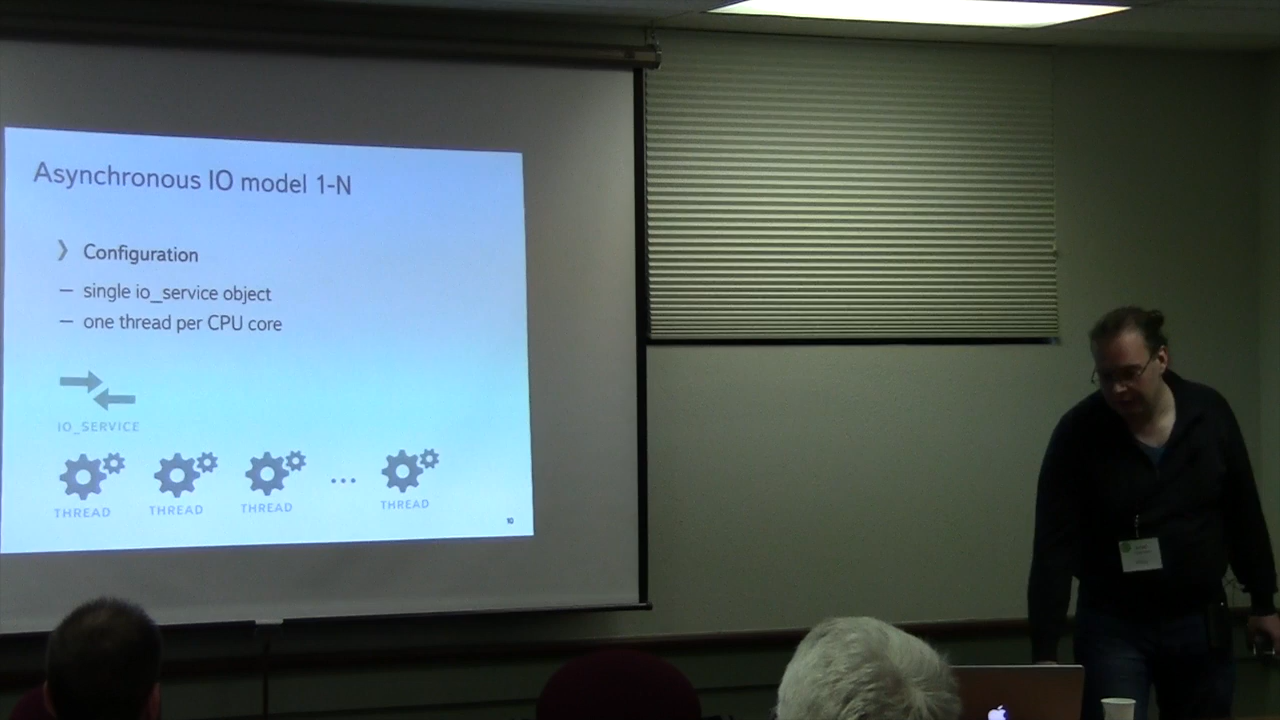 Asynchronous IO model 1-N
Configuration
– single io_service object
– one thread per CPU core
IO_SERVICE
THREAD THREAD THREAD ... THREAD
10